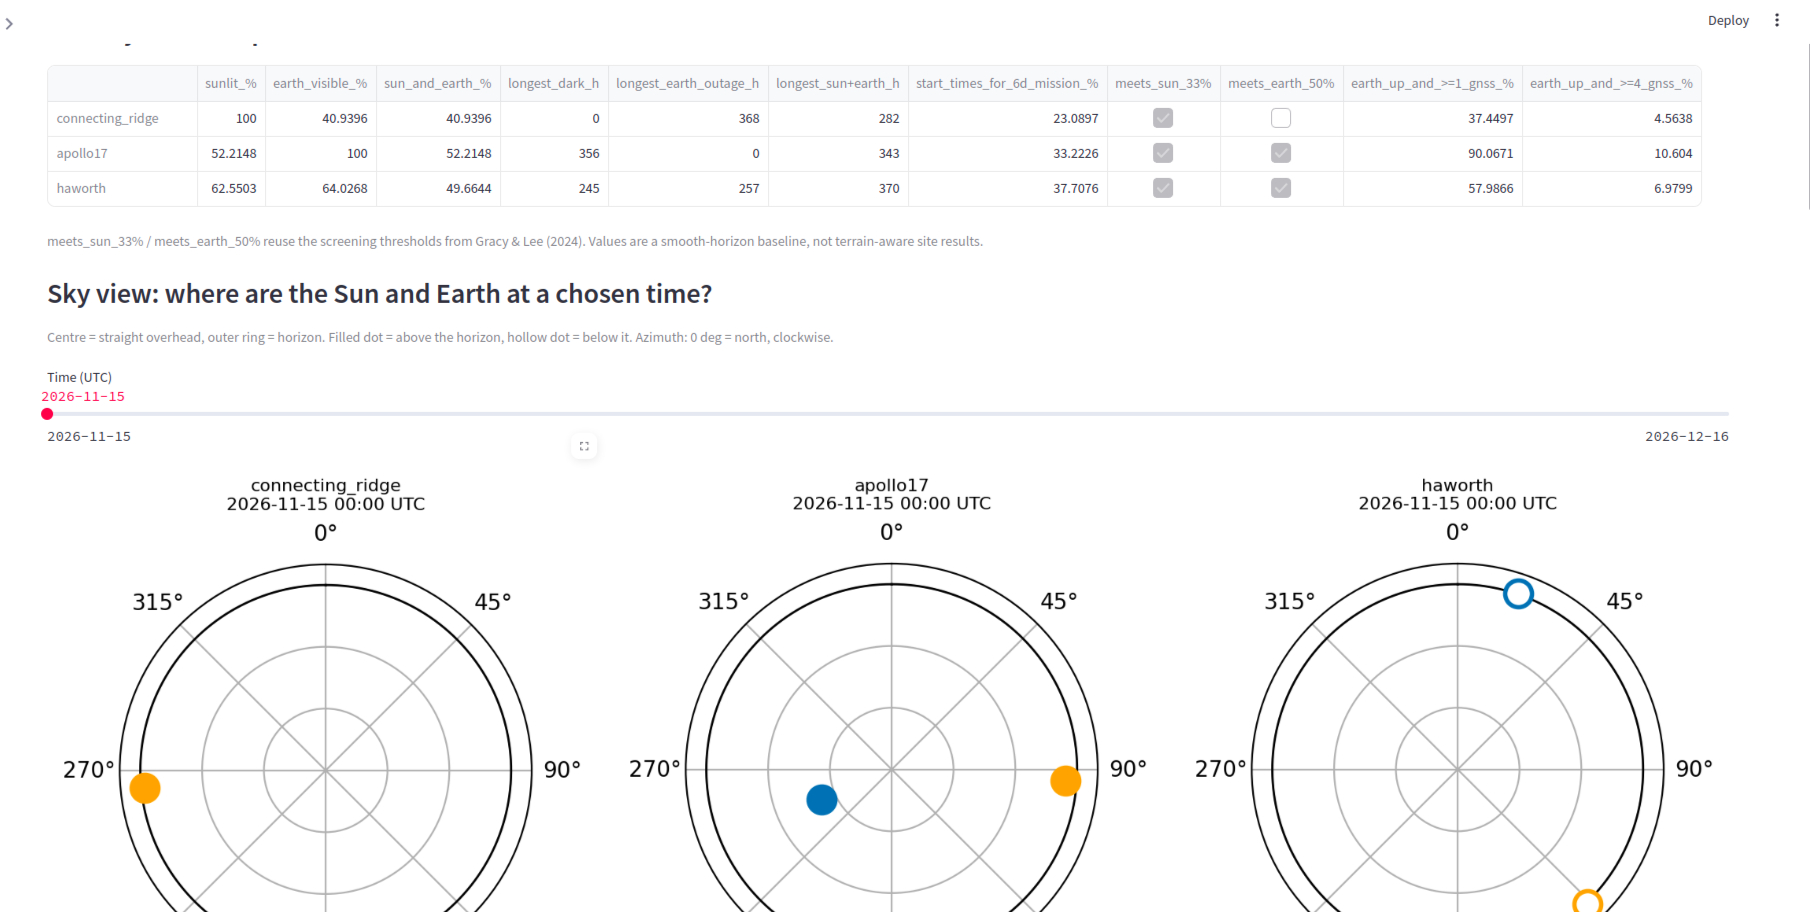 Deploy
sunlit_% earth_visible_% sun_and_earth_% longest_dark_h longest_earth_outage_h longest_sun+earth_h start_times_for_6d_mission_% meets_sun_33% meets_earth_50% earth_up_and_>=1_gnss_% earth_up_and_>=4_gnss_%
connecting_ridge 100 40.9396 40.9396 0 368 282 23.0897 37.4497 4.5638
apollo17 52.2148 100 52.2148 356 0 343 33.2226 90.0671 10.604
haworth 62.5503 64.0268 49.6644 245 257 370 37.7076 57.9866 6.9799
meets_sun_33% / meets_earth_50% reuse the screening thresholds from Gracy & Lee (2024). Values are a smooth-horizon baseline, not terrain-aware site results.
Sky view: where are the Sun and Earth at a chosen time?
Centre = straight overhead, outer ring = horizon. Filled dot = above the horizon, hollow dot = below it. Azimuth: 0 deg = north, clockwise.
Time (UTC)
2026-11-15
2026-11-15 2026-12-16
connecting_ridge apollo17 haworth
2026-11-15 00:00 UTC 2026-11-15 00:00 UTC 2026-11-15 00:00 UTC
0° 0° 0°
315° 45° 315° 45° 315° 45°
270° 90° 270° 90° 270° 90°